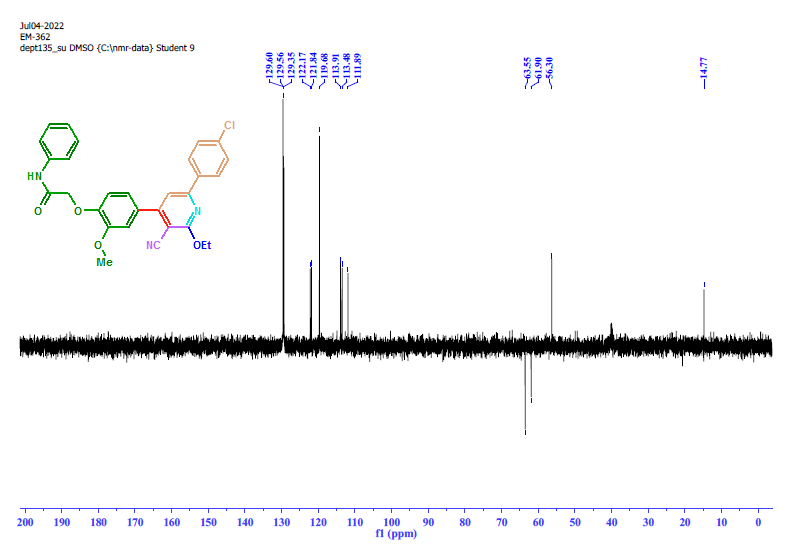 Jul04-2022
EM-362
dept135_su DMSO {C:\nmr-data} Student 9
129.60
129.56
129.35
122.17
121.84
119.68
113.91
113.48
111.89
63.55
61.90
56.30
14.77
Cl
HN
O
O
N
O
Me
NC
OEt
200 190 180 170 160 150 140 130 120 110 100 90 80 70 60 50 40 30 20 10 0
f1 (ppm)